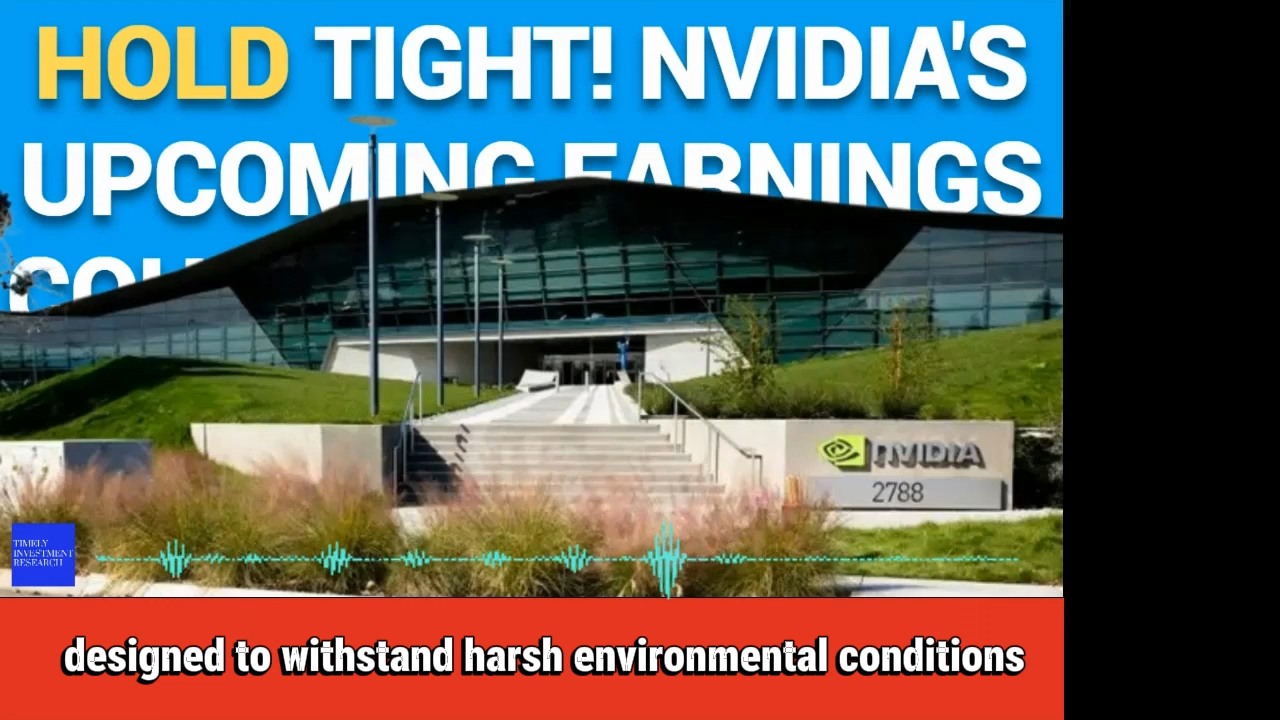 HOLD TIGHT! NVIDIA'S
UPCOMING EARNINGS
NVIDIA
2788
TIMELY
INVESTMENT
RESEARCH
designed to withstand harsh environmental conditions